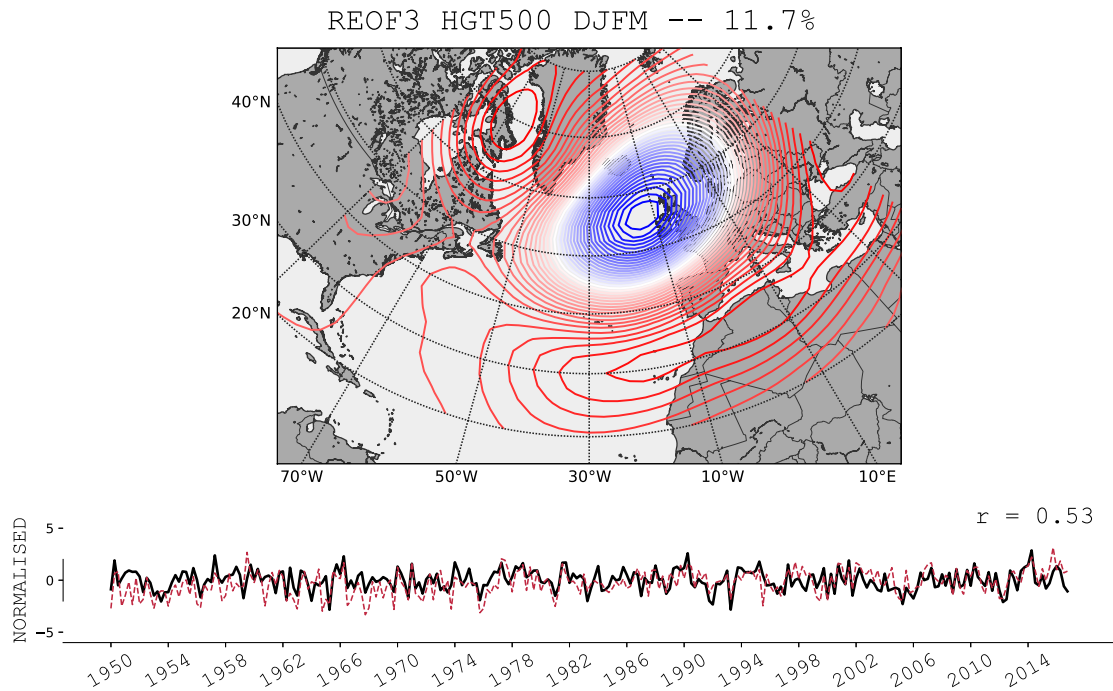 REOF3 HGT500 DJFM -- 11.7%
40°N
30°N
20°N
70°W 50°W 30°W 10°W 10°E
r = 0.53
NORMALISED
5
0
−5
1950 1954 1958 1962 1966 1970 1974 1978 1982 1986 1990 1994 1998 2002 2006 2010 2014